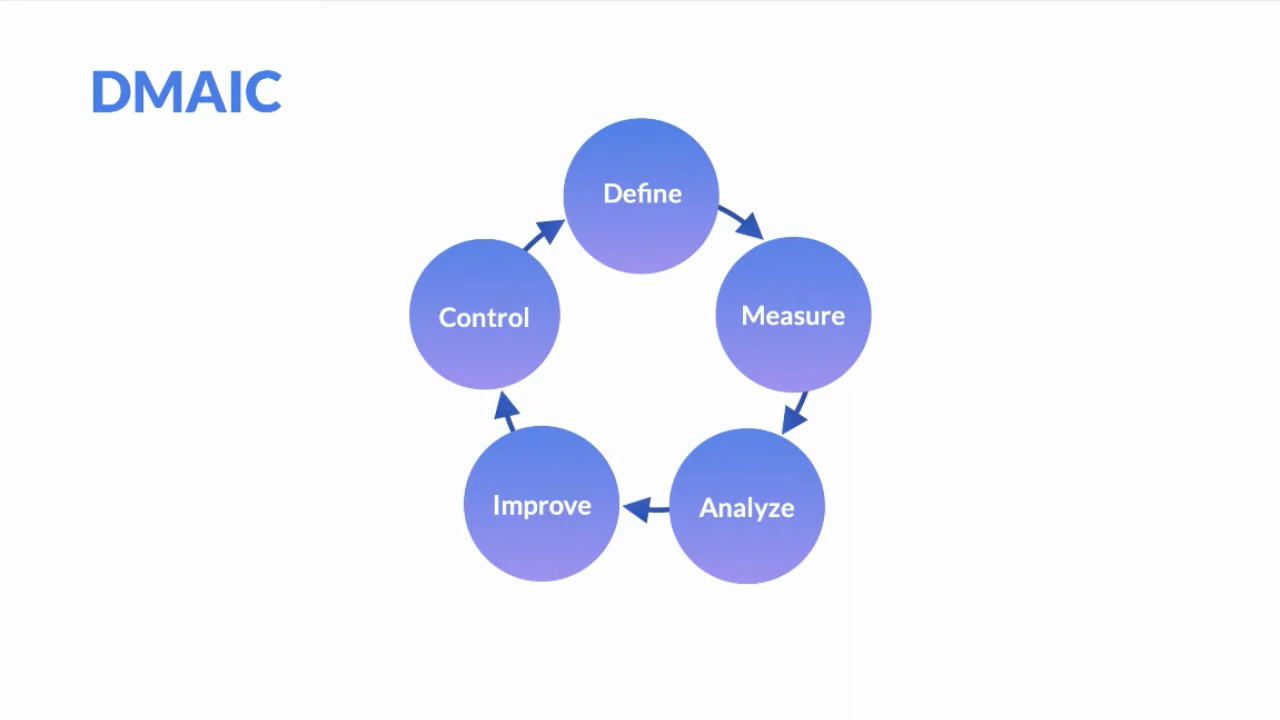 DMAIC
Define
Measure
Analyze
Improve
Control